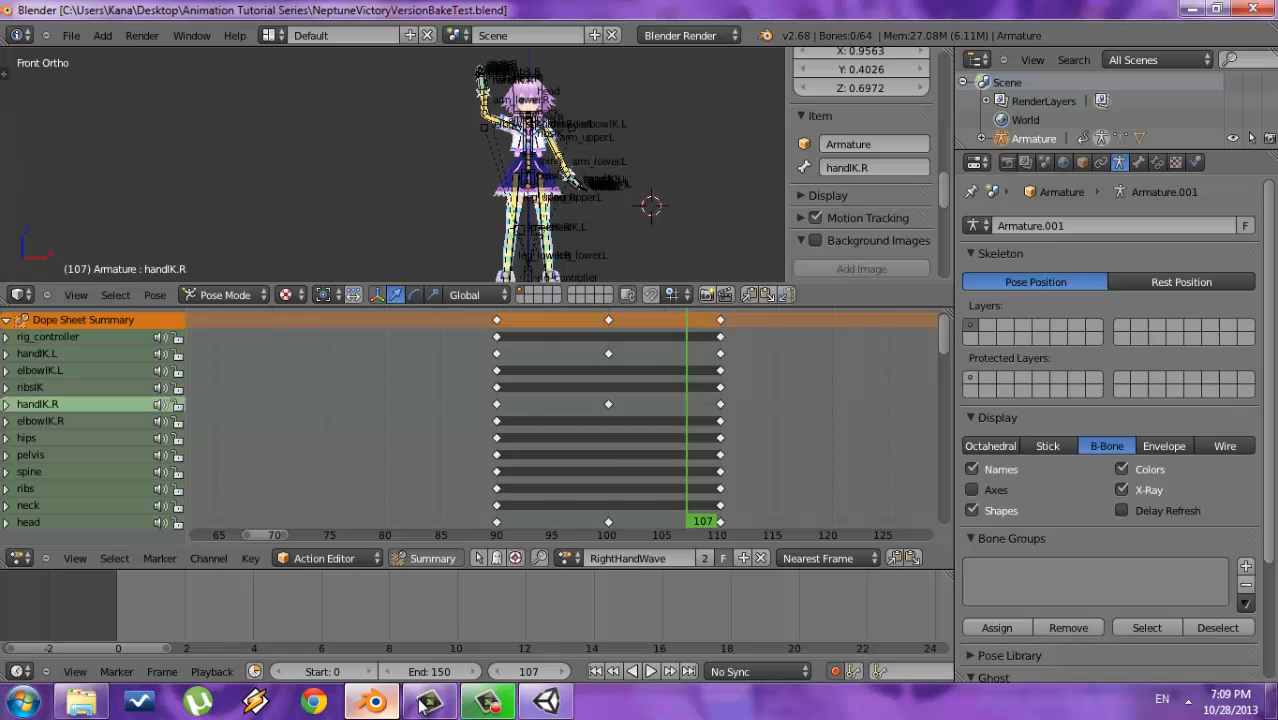 Blender [C:\Users\Kana\Desktop\Animation Tutorial Series\NeptuneVictoryVersionBakeTest.blend]
File Add Render Window Help Default Scene Blender Render v2.68 | Bones:0/64 | Mem:27.08M (6.11M) | Armature
Front Ortho
X: 0.9563
Y: 0.4026
Z: 0.6972
Item
Armature
handIK.R
Display
Motion Tracking
Background Images
Add Image
head
arm_lower.R
elbowIK.L
arm_upper.L
arm_lower.L
(107) Armature : handIK.R
View Select Pose Pose Mode Global
View Search All Scenes
Scene
RenderLayers
World
Armature
Armature Armature.001
Armature.001 F
Skeleton
Pose Position Rest Position
Layers:
Protected Layers:
Display
Octahedral Stick B-Bone Envelope Wire
Names Colors
Axes X-Ray
Shapes Delay Refresh
Bone Groups
Assign Remove Select Deselect
Pose Library
Ghost
Dope Sheet Summary
rig_controller
handIK.L
elbowIK.L
ribsIK
handIK.R
elbowIK.R
hips
pelvis
spine
ribs
neck
head
107
65 70 75 80 85 90 95 100 105 110 115 120 125
View Select Marker Channel Key Action Editor Summary RightHandWave 2 F Nearest Frame
-2 0 2 4 6 8 10 12 14 16 18 20 22 24
View Marker Frame Playback Start: 0 End: 150 107 No Sync
EN 7:09 PM
10/28/2013